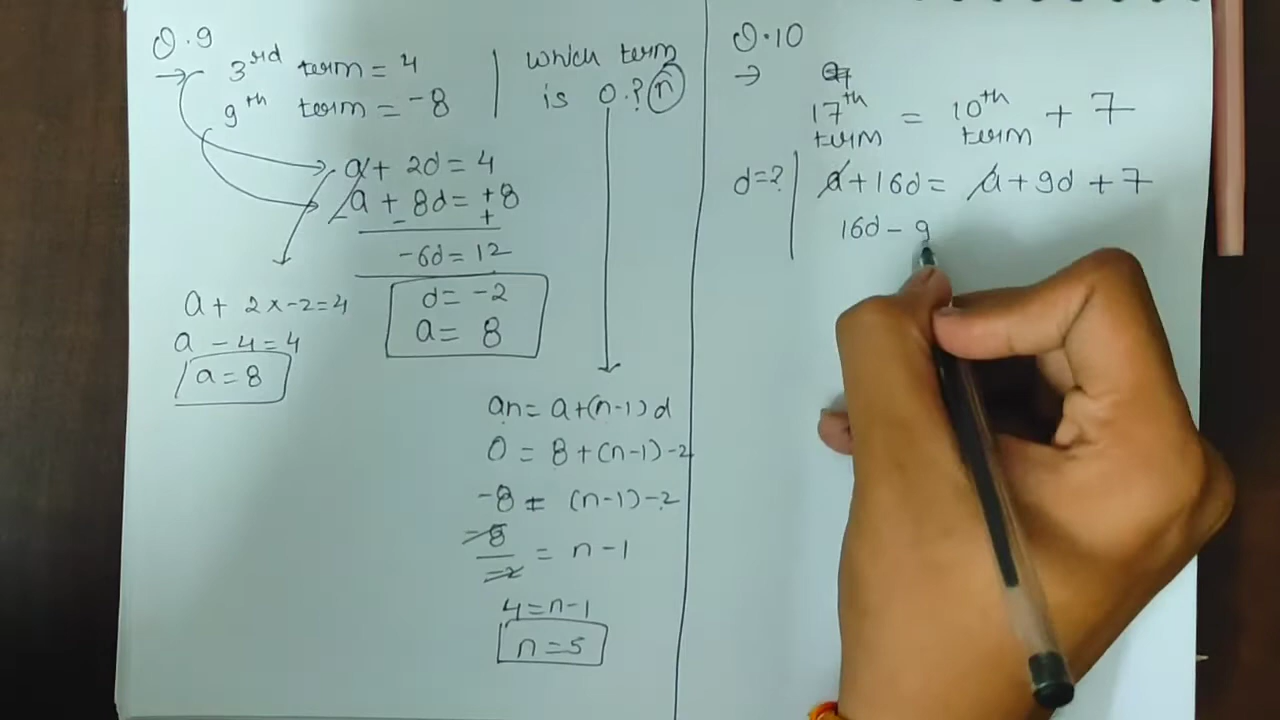 Q.9
→ 3rd term = 4
9th term = -8
which term
is 0.? n
a + 2d = 4
a + 8d = +8
- +
-6d = 12
d = -2
a = 8
a + 2 x -2 = 4
a - 4 = 4
a = 8
an = a + (n-1) d
0 = 8 + (n-1) -2
-8 = (n-1) -2
-8
-2
= n - 1
4 = n - 1
n = 5
Q.10
→
17th term = 10th term + 7
d = ? a + 16d = a + 9d + 7
16d - 9